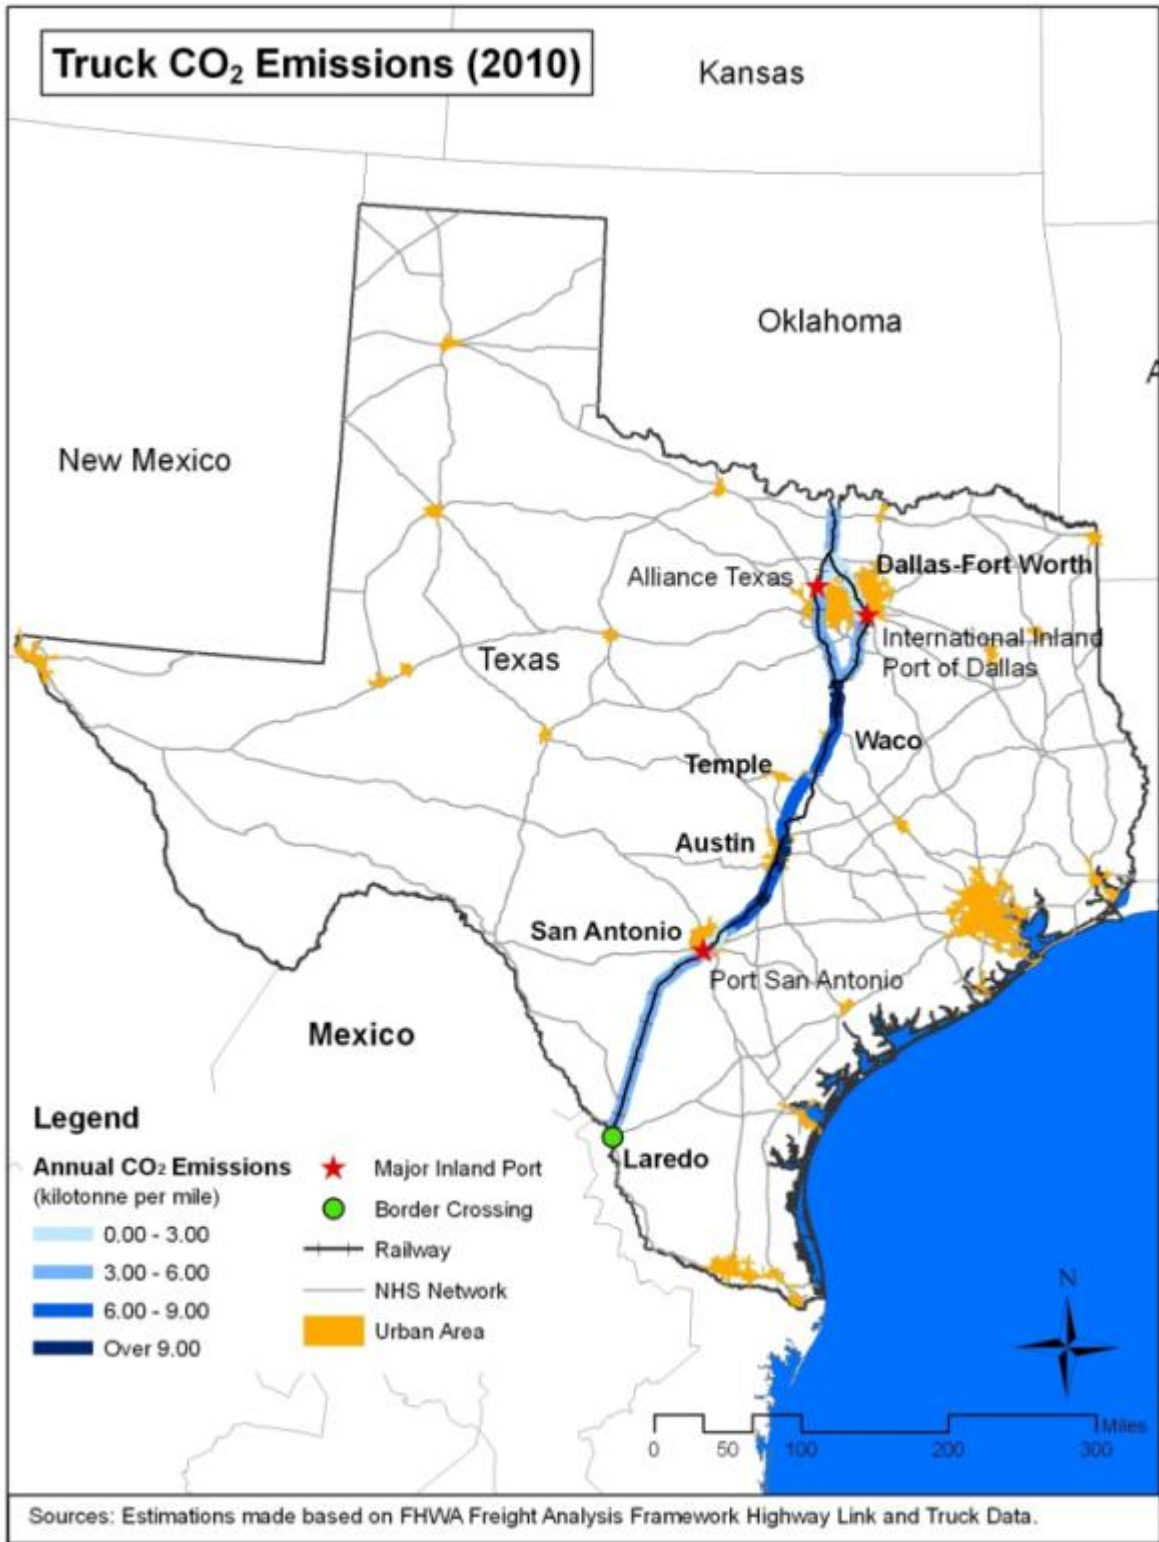 Truck CO₂ Emissions (2010)
Kansas
Oklahoma
A
New Mexico
Alliance Texas
Dallas-Fort Worth
International Inland
Port of Dallas
Texas
Waco
Temple
Austin
San Antonio
Port San Antonio
Mexico
Laredo
Legend
Annual CO₂ Emissions
(kilotonne per mile)
0.00 - 3.00
3.00 - 6.00
6.00 - 9.00
Over 9.00
Major Inland Port
Border Crossing
Railway
NHS Network
Urban Area
N
Miles
0 50 100 200 300
Sources: Estimations made based on FHWA Freight Analysis Framework Highway Link and Truck Data.